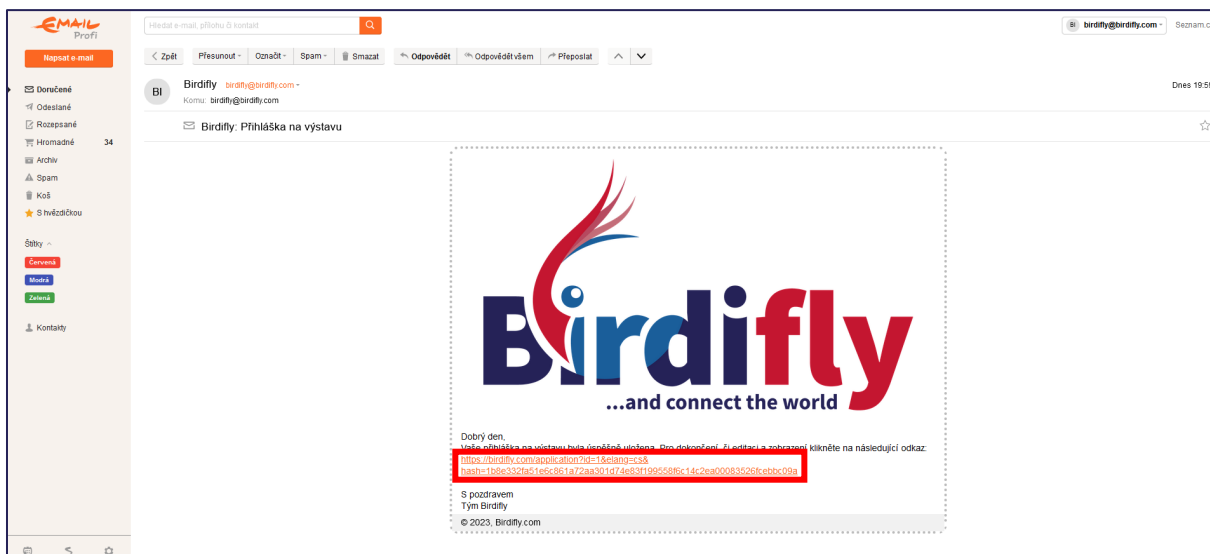 EMAIL
Profi
Hledat e-mail, přílohu či kontakt
BI birdifly@birdifly.com
Seznam.c
Napsat e-mail
Zpět Přesunout Označit Spam Smazat Odpovědět Odpovědět všem Přeposlat
Doručené
Odeslané
Rozepsané
Hromadné 34
Archiv
Spam
Koš
S hvězdičkou
Štítky
Červená
Modrá
Zelená
Kontakty
BI
Birdifly birdifly@birdifly.com
Dnes 19:59
Komu: birdifly@birdifly.com
Birdifly: Přihláška na výstavu
Birdifly
...and connect the world
Dobrý den,
Vaše přihláška na výstavu byla úspěšně uložena. Pro dokončení, či editaci a zobrazení klikněte na následující odkaz:
https://birdifly.com/application?id=1&elang=cs&
hash=1b8e332fa51e6c861a72aa301d74e83f199558f6c14c2ea00083526fcebbc09a
S pozdravem
Tým Birdifly
© 2023, Birdifly.com